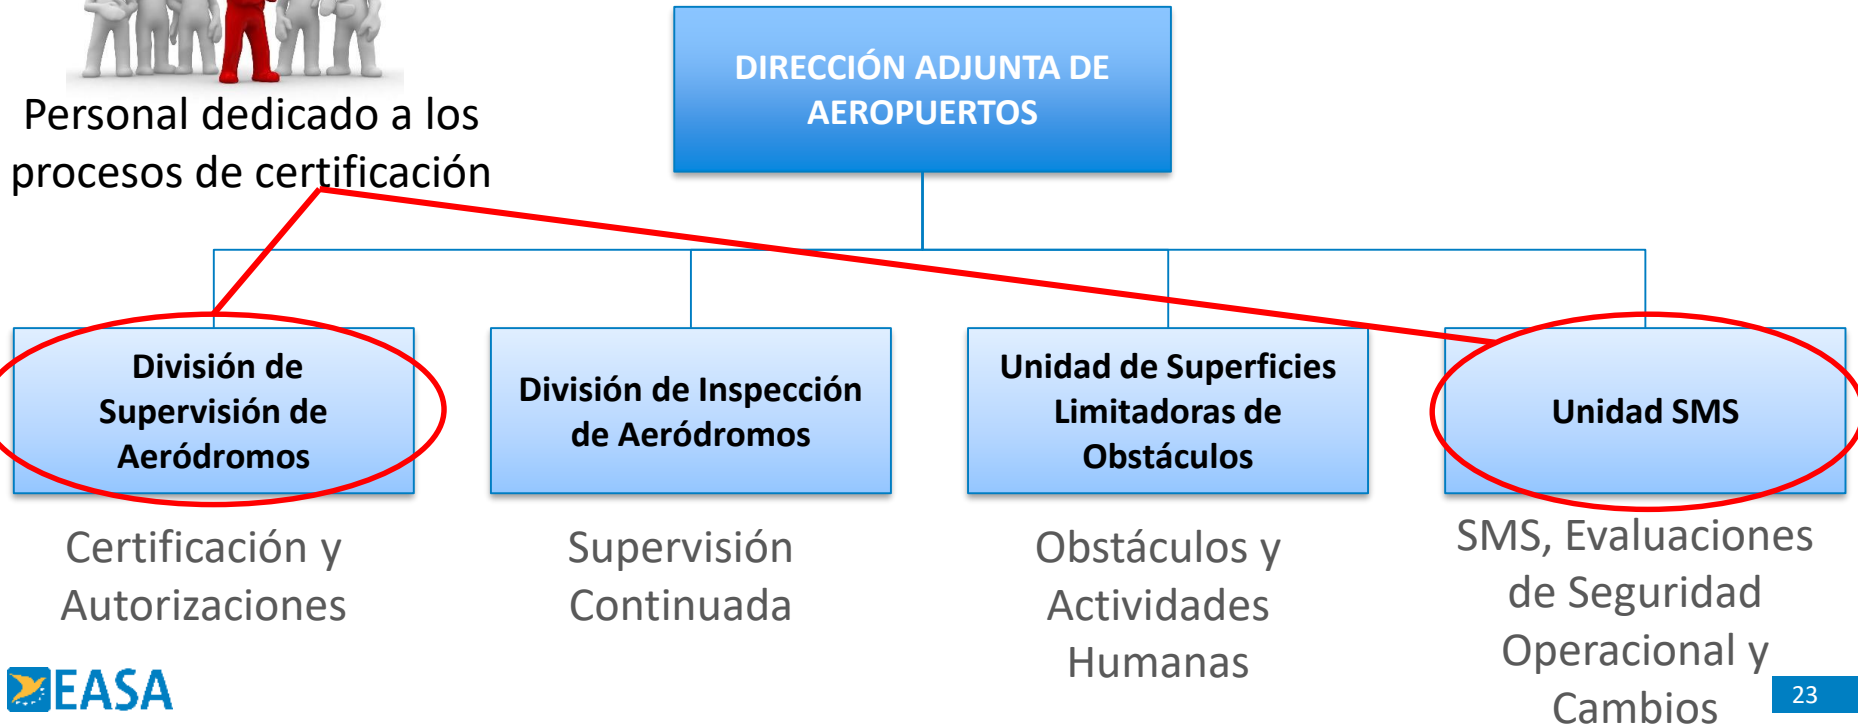 DIRECCIÓN ADJUNTA DE
AEROPUERTOS
Personal dedicado a los
procesos de certificación
División de
Supervisión de
Aeródromos
División de Inspección
de Aeródromos
Unidad de Superficies
Limitadoras de
Obstáculos
Unidad SMS
Certificación y
Autorizaciones
Supervisión
Continuada
Obstáculos y
Actividades
Humanas
SMS, Evaluaciones
de Seguridad
Operacional y
Cambios
EASA
23